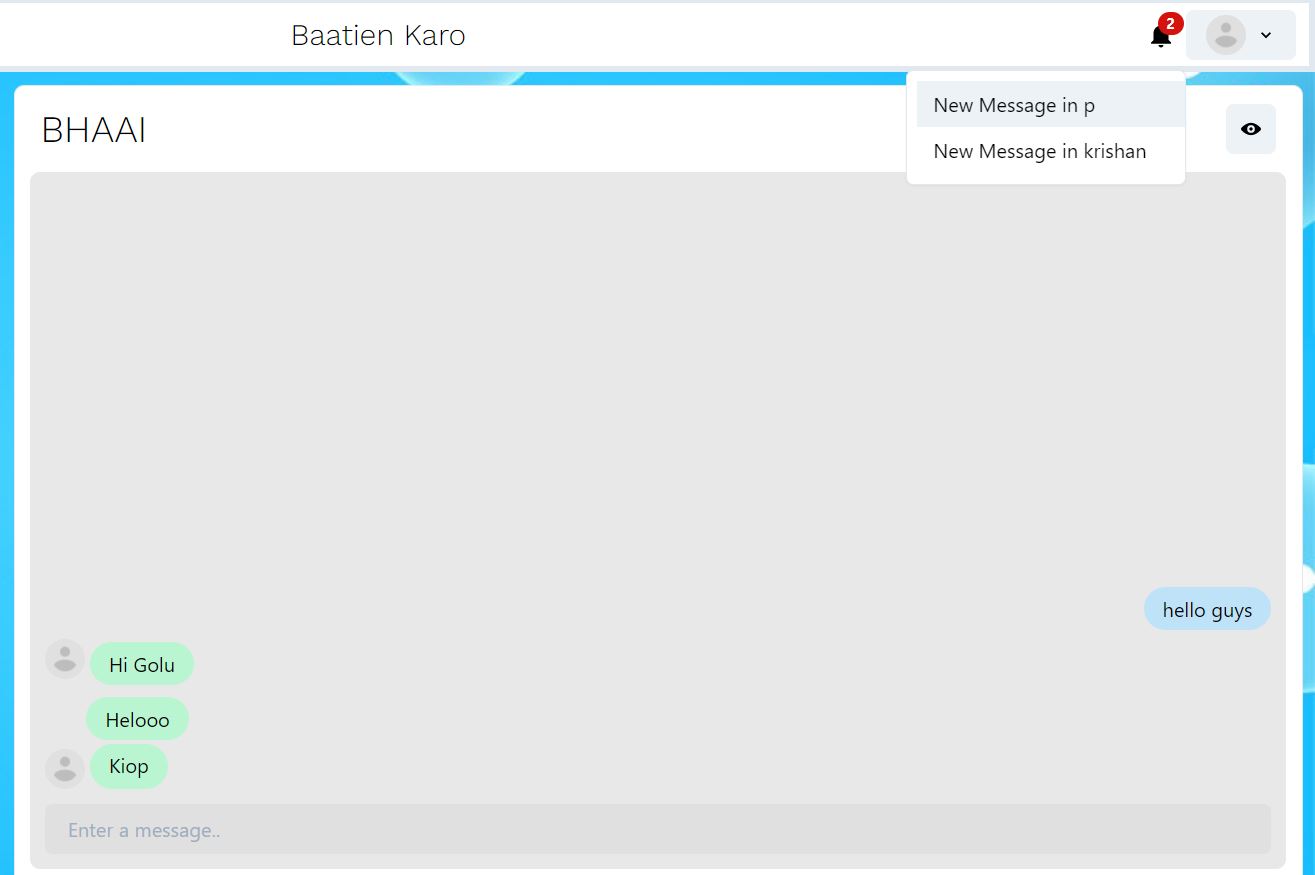 Baatien Karo
2
New Message in p
New Message in krishan
BHAAI
hello guys
Hi Golu
Helooo
Kiop
Enter a message..